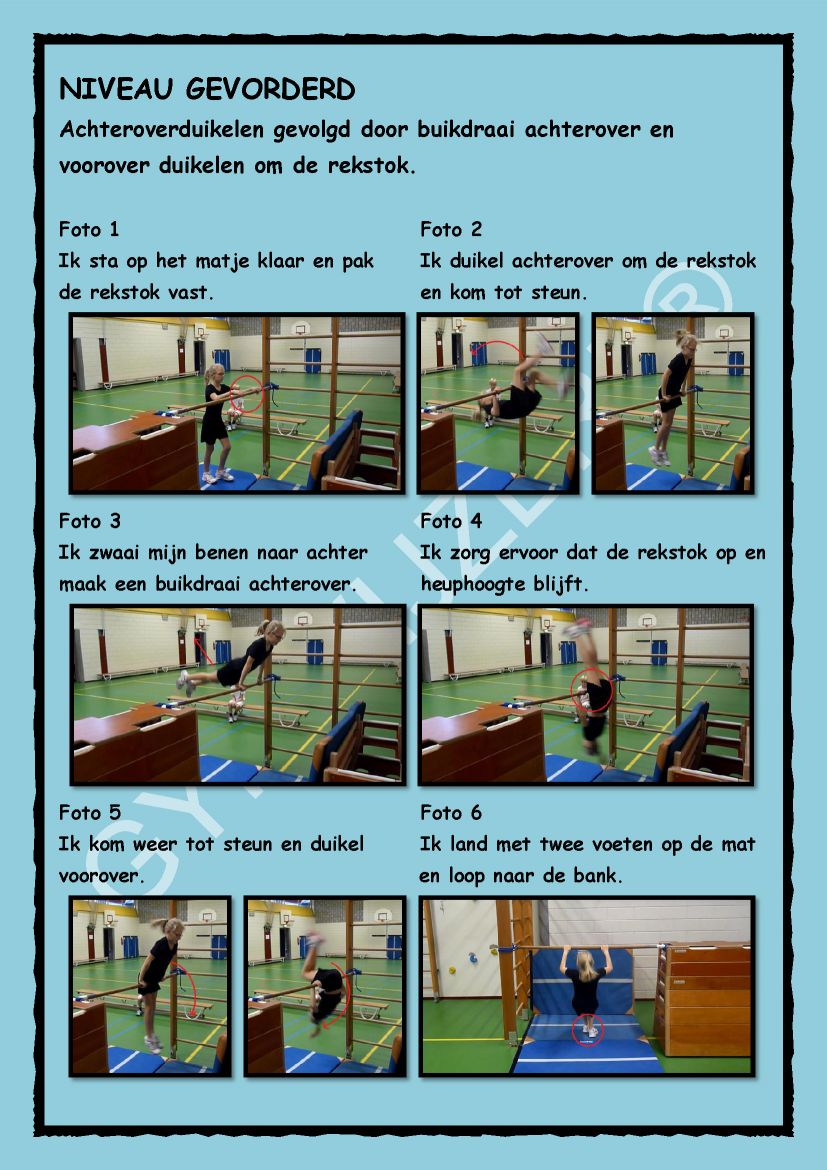 NIVEAU GEVORDERD
Achteroverduikelen gevolgd door buikdraai achterover en
voorover duikelen om de rekstok.
Foto 1
Ik sta op het matje klaar en pak
de rekstok vast.
Foto 2
Ik duikel achterover om de rekstok
en kom tot steun.
Foto 3
Ik zwaai mijn benen naar achter
maak een buikdraai achterover.
Foto 4
Ik zorg ervoor dat de rekstok op en
heuphoogte blijft.
Foto 5
Ik kom weer tot steun en duikel
voorover.
Foto 6
Ik land met twee voeten op de mat
en loop naar de bank.